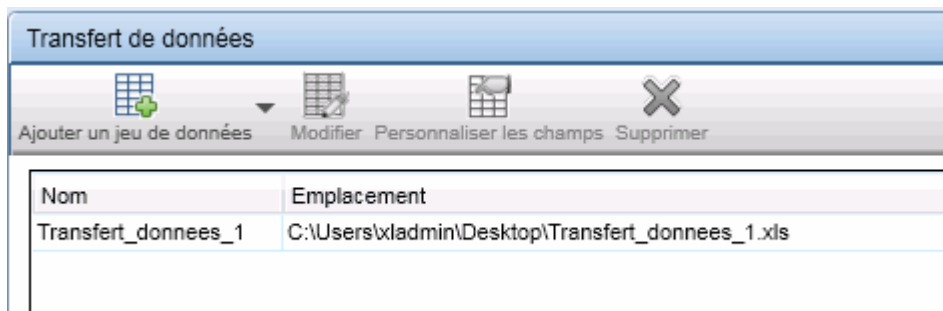 Transfert de données
Ajouter un jeu de données Modifier Personnaliser les champs Supprimer
Nom Emplacement
Transfert_donnees_1 C:\Users\xladmin\Desktop\Transfert_donnees_1.xls